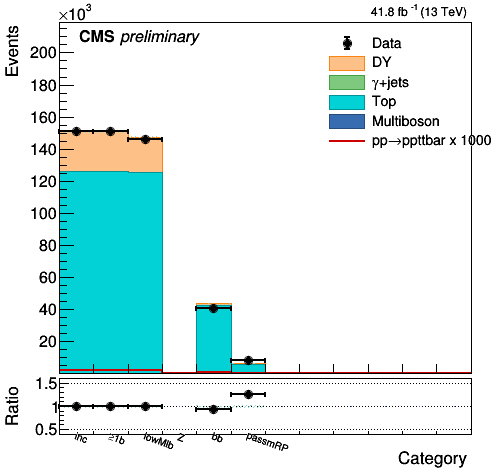 ×10³
41.8 fb⁻¹ (13 TeV)
Events
CMS preliminary
Data
DY
γ+jets
Top
Multiboson
pp→ppttbar x 1000
200
180
160
140
120
100
80
60
40
20
Ratio
1.5
1
0.5
inc
≥1b
lowMlb
Z
bb
passmRP
Category